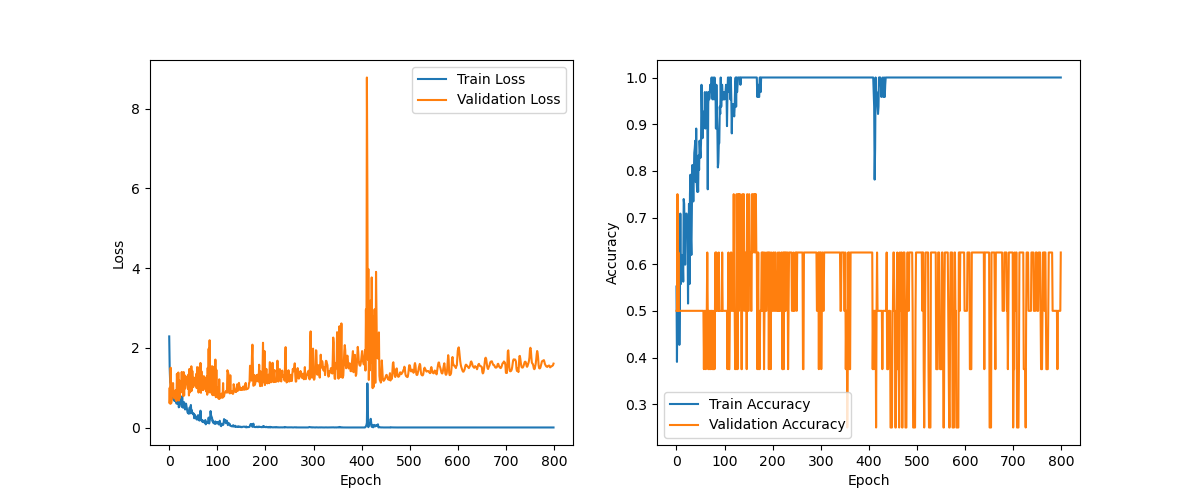 Train Loss
Validation Loss
8
6
4
2
0
Loss
0 100 200 300 400 500 600 700 800
Epoch
1.0
0.9
0.8
0.7
0.6
0.5
0.4
0.3
Accuracy
Train Accuracy
Validation Accuracy
0 100 200 300 400 500 600 700 800
Epoch